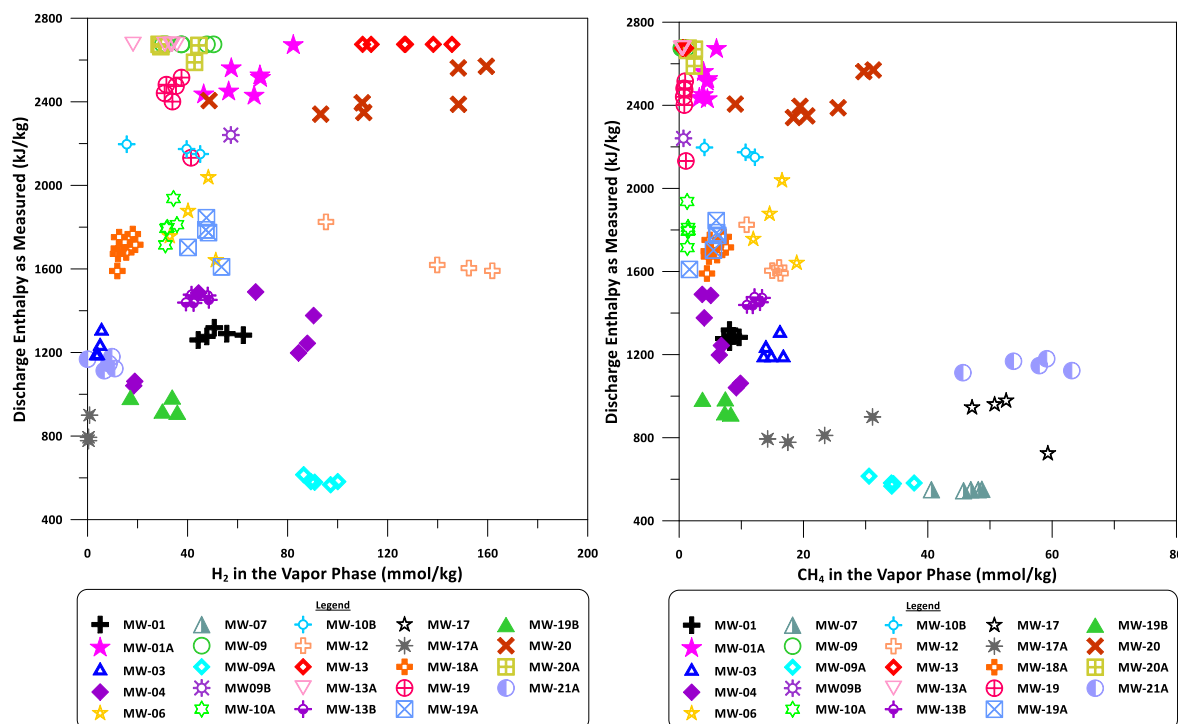 2800
2400
2000
1600
1200
800
400
Discharge Enthalpy as Measured (kJ/kg)
0 40 80 120 160 200
H2 in the Vapor Phase (mmol/kg)
Legend
MW-01 MW-07 MW-10B MW-17 MW-19B
MW-01A MW-09 MW-12 MW-17A MW-20
MW-03 MW-09A MW-13 MW-18A MW-20A
MW-04 MW09B MW-13A MW-19 MW-21A
MW-06 MW-10A MW-13B MW-19A
2800
2400
2000
1600
1200
800
400
Discharge Enthalpy as Measured (kJ/kg)
0 20 40 60 80
CH4 in the Vapor Phase (mmol/kg)
Legend
MW-01 MW-07 MW-10B MW-17 MW-19B
MW-01A MW-09 MW-12 MW-17A MW-20
MW-03 MW-09A MW-13 MW-18A MW-20A
MW-04 MW09B MW-13A MW-19 MW-21A
MW-06 MW-10A MW-13B MW-19A